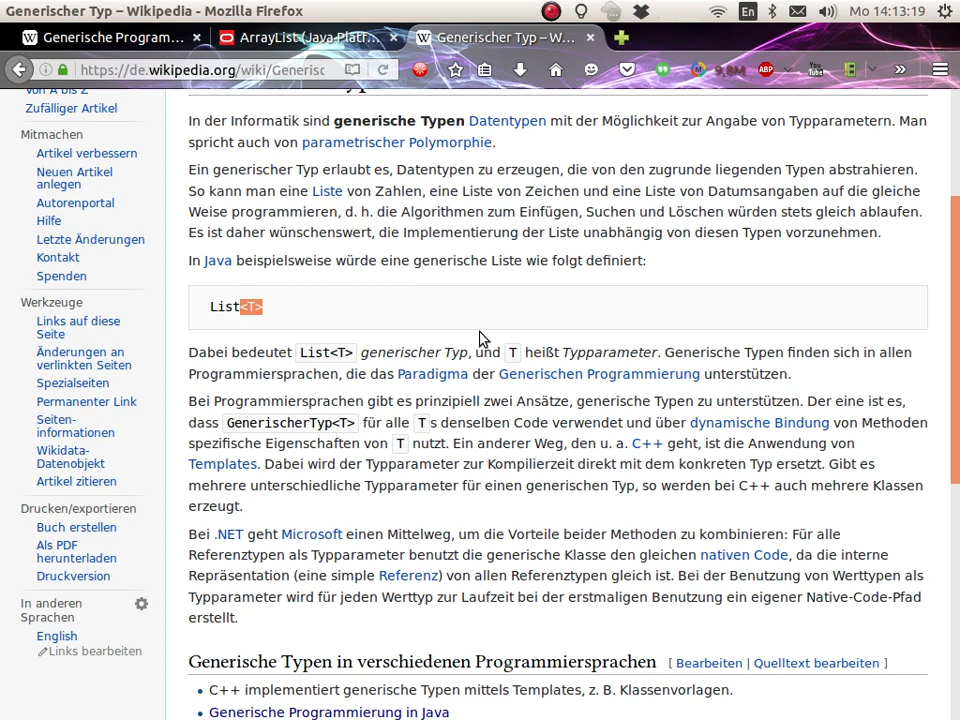 Generischer Typ – Wikipedia - Mozilla Firefox
En
Mo 14:13:19
Generische Program…
ArrayList (Java Platf…
Generischer Typ – W…
https://de.wikipedia.org/wiki/Generisc
9,8M
ABP
You
Tube
von A bis Z
Zufälliger Artikel
Mitmachen
Artikel verbessern
Neuen Artikel
anlegen
Autorenportal
Hilfe
Letzte Änderungen
Kontakt
Spenden
Werkzeuge
Links auf diese
Seite
Änderungen an
verlinkten Seiten
Spezialseiten
Permanenter Link
Seiten-
informationen
Wikidata-
Datenobjekt
Artikel zitieren
Drucken/exportieren
Buch erstellen
Als PDF
herunterladen
Druckversion
In anderen
Sprachen
English
Links bearbeiten
In der Informatik sind generische Typen Datentypen mit der Möglichkeit zur Angabe von Typparametern. Man
spricht auch von parametrischer Polymorphie.
Ein generischer Typ erlaubt es, Datentypen zu erzeugen, die von den zugrunde liegenden Typen abstrahieren.
So kann man eine Liste von Zahlen, eine Liste von Zeichen und eine Liste von Datumsangaben auf die gleiche
Weise programmieren, d. h. die Algorithmen zum Einfügen, Suchen und Löschen würden stets gleich ablaufen.
Es ist daher wünschenswert, die Implementierung der Liste unabhängig von diesen Typen vorzunehmen.
In Java beispielsweise würde eine generische Liste wie folgt definiert:
List<T>
Dabei bedeutet List<T> generischer Typ, und T heißt Typparameter. Generische Typen finden sich in allen
Programmiersprachen, die das Paradigma der Generischen Programmierung unterstützen.
Bei Programmiersprachen gibt es prinzipiell zwei Ansätze, generische Typen zu unterstützen. Der eine ist es,
dass GenerischerTyp<T> für alle T s denselben Code verwendet und über dynamische Bindung von Methoden
spezifische Eigenschaften von T nutzt. Ein anderer Weg, den u. a. C++ geht, ist die Anwendung von
Templates. Dabei wird der Typparameter zur Kompilierzeit direkt mit dem konkreten Typ ersetzt. Gibt es
mehrere unterschiedliche Typparameter für einen generischen Typ, so werden bei C++ auch mehrere Klassen
erzeugt.
Bei .NET geht Microsoft einen Mittelweg, um die Vorteile beider Methoden zu kombinieren: Für alle
Referenztypen als Typparameter benutzt die generische Klasse den gleichen nativen Code, da die interne
Repräsentation (eine simple Referenz) von allen Referenztypen gleich ist. Bei der Benutzung von Werttypen als
Typparameter wird für jeden Werttyp zur Laufzeit bei der erstmaligen Benutzung ein eigener Native-Code-Pfad
erstellt.
Generische Typen in verschiedenen Programmiersprachen [ Bearbeiten | Quelltext bearbeiten ]
• C++ implementiert generische Typen mittels Templates, z. B. Klassenvorlagen.
• Generische Programmierung in Java